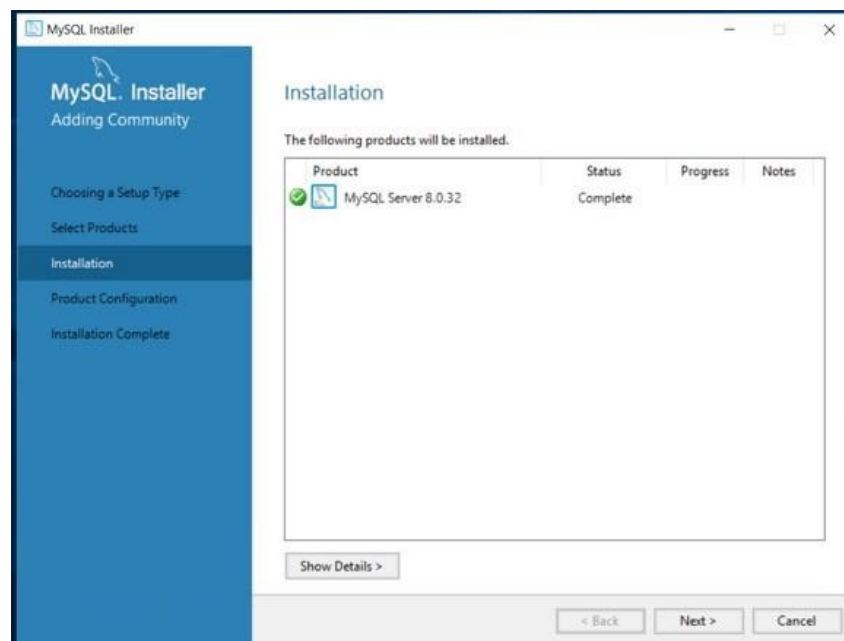 MySQL Installer
MySQL. Installer
Adding Community
Choosing a Setup Type
Select Products
Installation
Product Configuration
Installation Complete
Installation
The following products will be installed.
Product Status Progress Notes
MySQL Server 8.0.32 Complete
Show Details >
< Back Next > Cancel